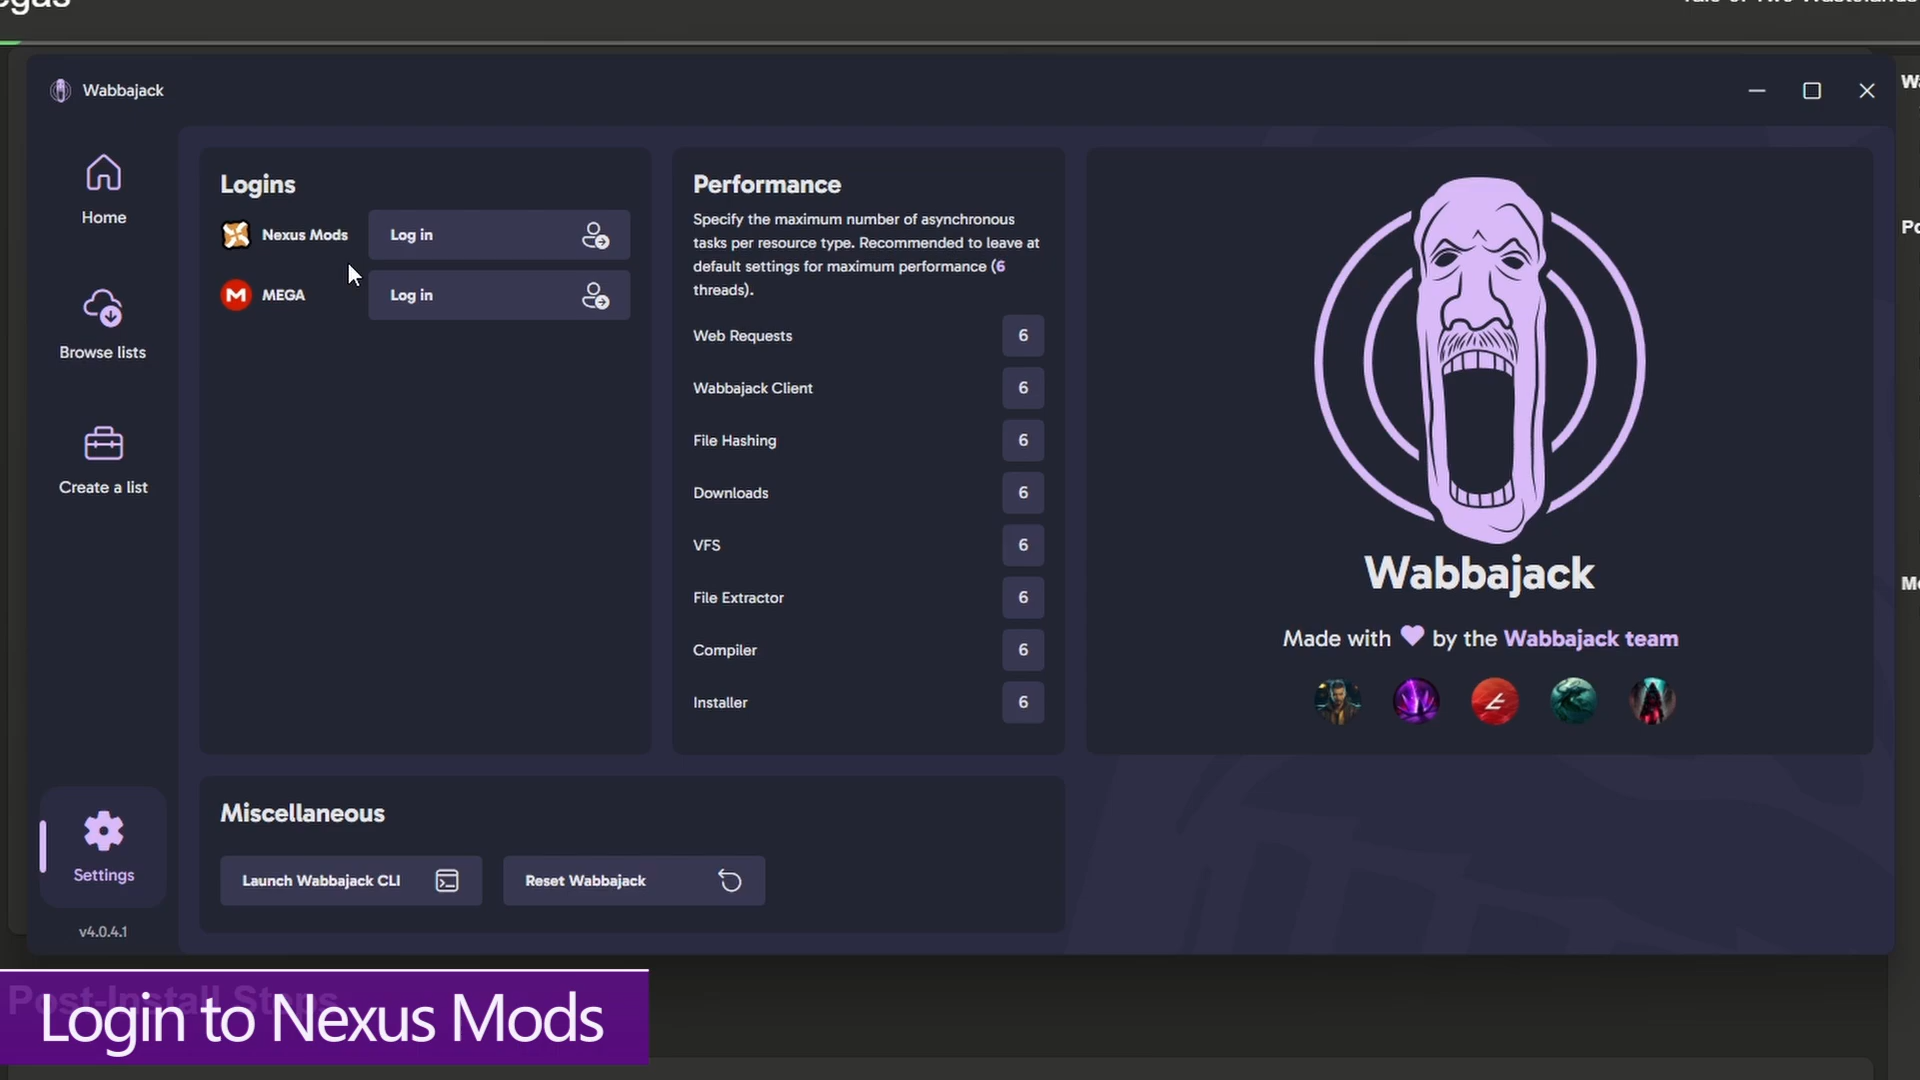 Wabbajack
Home
Browse lists
Create a list
Settings
v4.0.4.1
Logins
Nexus Mods
Log in
MEGA
Log in
Performance
Specify the maximum number of asynchronous
tasks per resource type. Recommended to leave at
default settings for maximum performance (6
threads).
Web Requests 6
Wabbajack Client 6
File Hashing 6
Downloads 6
VFS 6
File Extractor 6
Compiler 6
Installer 6
Wabbajack
Made with by the Wabbajack team
Miscellaneous
Launch Wabbajack CLI
Reset Wabbajack
Post-Install Steps
Login to Nexus Mods